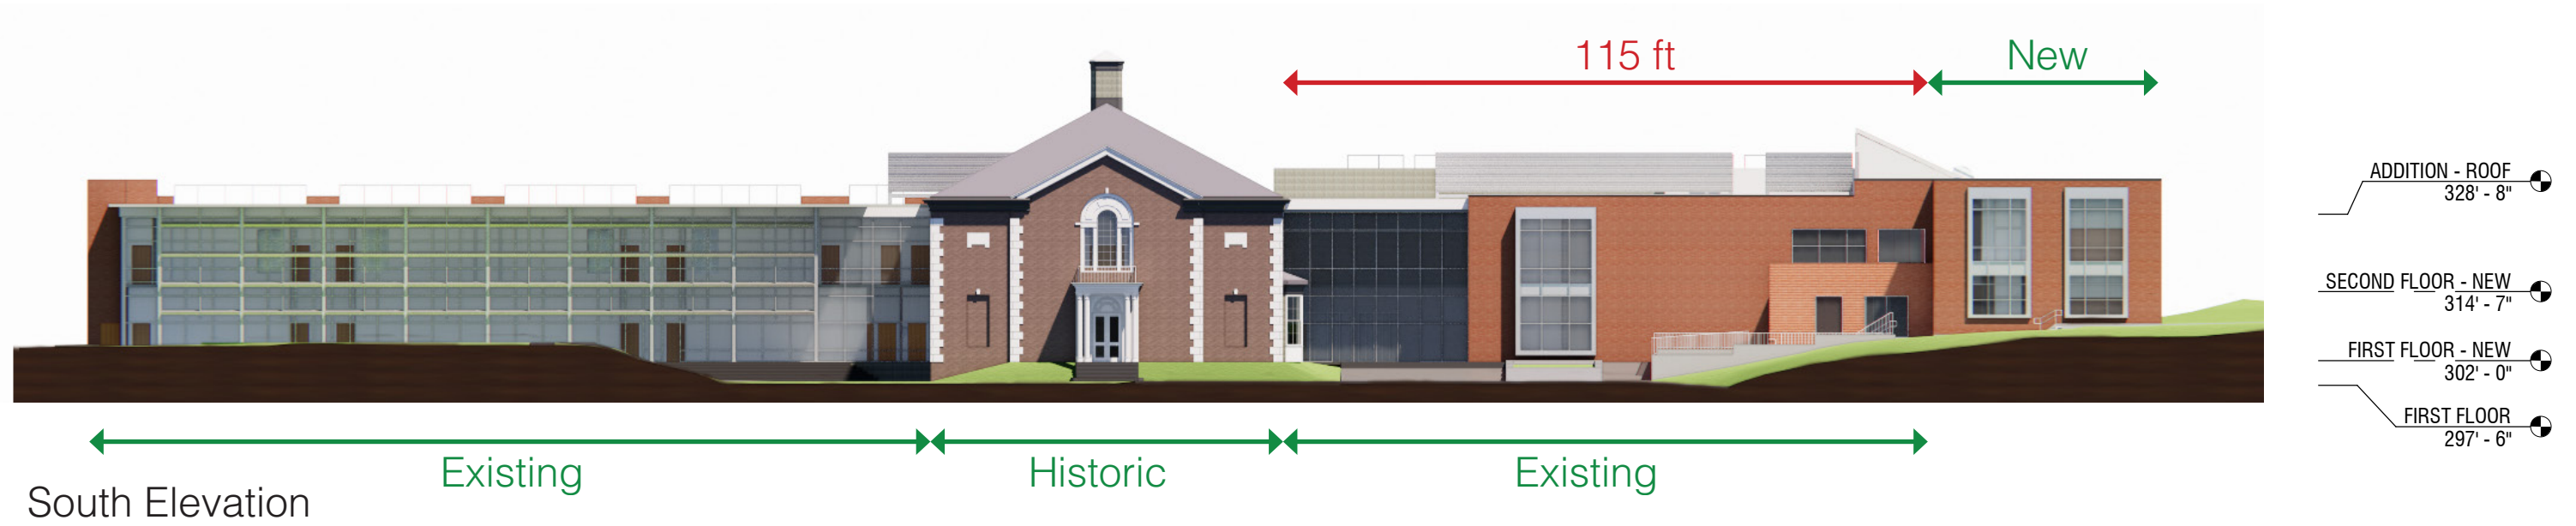 115 ft
New
ADDITION - ROOF
328' - 8"
SECOND FLOOR - NEW
314' - 7"
FIRST FLOOR - NEW
302' - 0"
FIRST FLOOR
297' - 6"
Existing
Historic
Existing
South Elevation